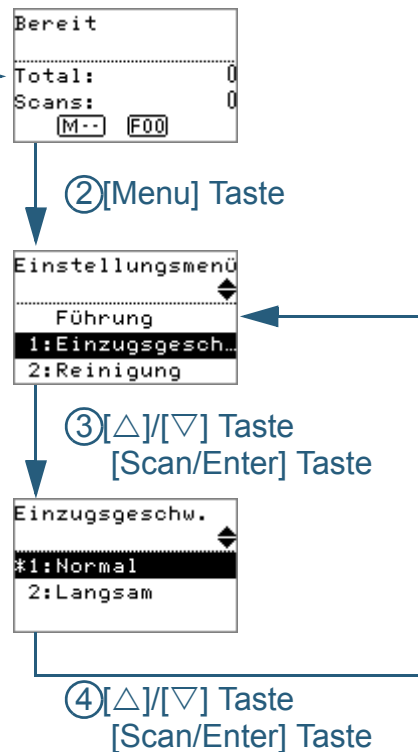 Bereit
Total: 0
Scans: 0
M-- F00
②[Menu] Taste
Einstellungsmenü
Führung
1:Einzugsgesch…
2:Reinigung
③[△]/[▽] Taste
[Scan/Enter] Taste
Einzugsgeschw.
*1:Normal
2:Langsam
④[△]/[▽] Taste
[Scan/Enter] Taste